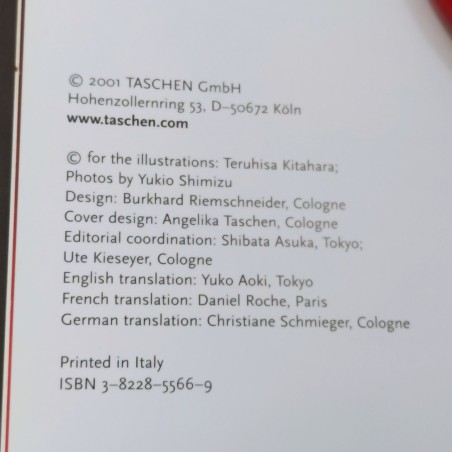 © 2001 TASCHEN GmbH
Hohenzollernring 53, D–50672 Köln
www.taschen.com
© for the illustrations: Teruhisa Kitahara;
Photos by Yukio Shimizu
Design: Burkhard Riemschneider, Cologne
Cover design: Angelika Taschen, Cologne
Editorial coordination: Shibata Asuka, Tokyo;
Ute Kieseyer, Cologne
English translation: Yuko Aoki, Tokyo
French translation: Daniel Roche, Paris
German translation: Christiane Schmieger, Cologne
Printed in Italy
ISBN 3–8228–5566–9